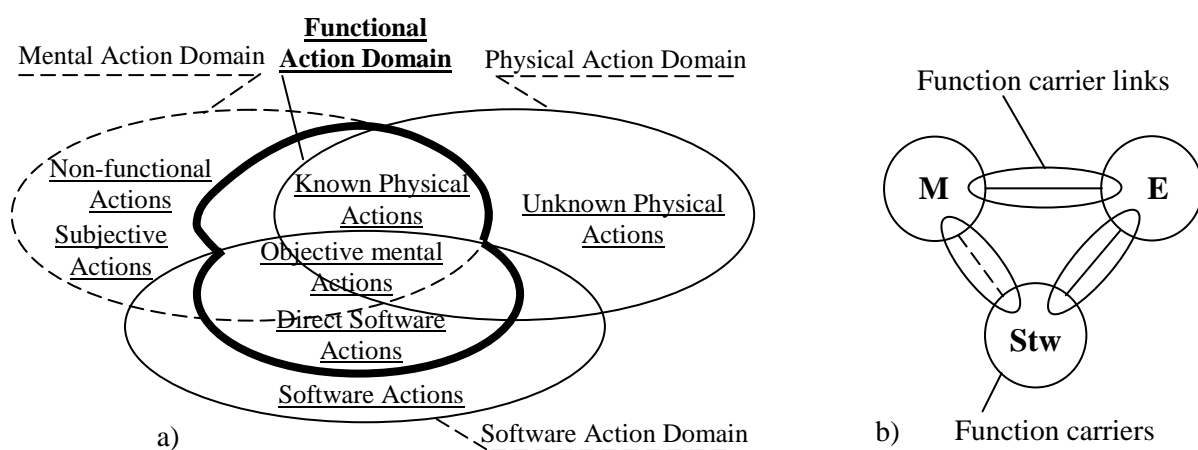 Functional
Action Domain
Mental Action Domain
Physical Action Domain
Non-functional
Actions
Subjective
Actions
Known Physical
Actions
Unknown Physical
Actions
Objective mental
Actions
Direct Software
Actions
Software Actions
Software Action Domain
a)
Function carrier links
M
E
Stw
b)
Function carriers